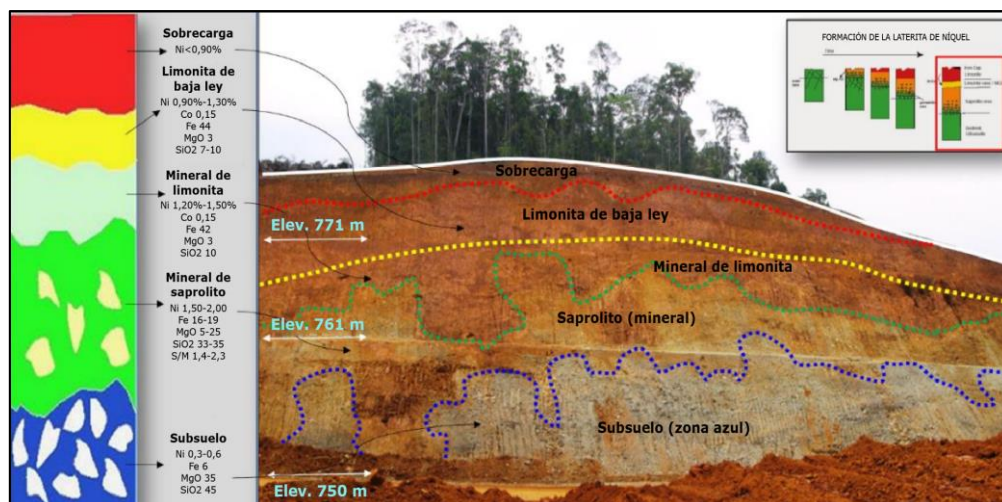 Sobrecarga
Ni<0,90%
Limonita de
baja ley
Ni 0,90%-1,30%
Co 0,15
Fe 44
MgO 3
SiO2 7-10
Mineral de
limonita
Ni 1,20%-1,50%
Co 0,15
Fe 42
MgO 3
SiO2 10
Mineral de
saprolito
Ni 1,50-2,00
Fe 16-19
MgO 5-25
SiO2 33-35
S/M 1,4-2,3
Subsuelo
Ni 0,3-0,6
Fe 6
MgO 35
SiO2 45
Sobrecarga
Limonita de baja ley
Elev. 771 m
Mineral de limonita
Saprolito (mineral)
Elev. 761 m
Subsuelo (zona azul)
Elev. 750 m
FORMACIÓN DE LA LATERITA DE NÍQUEL